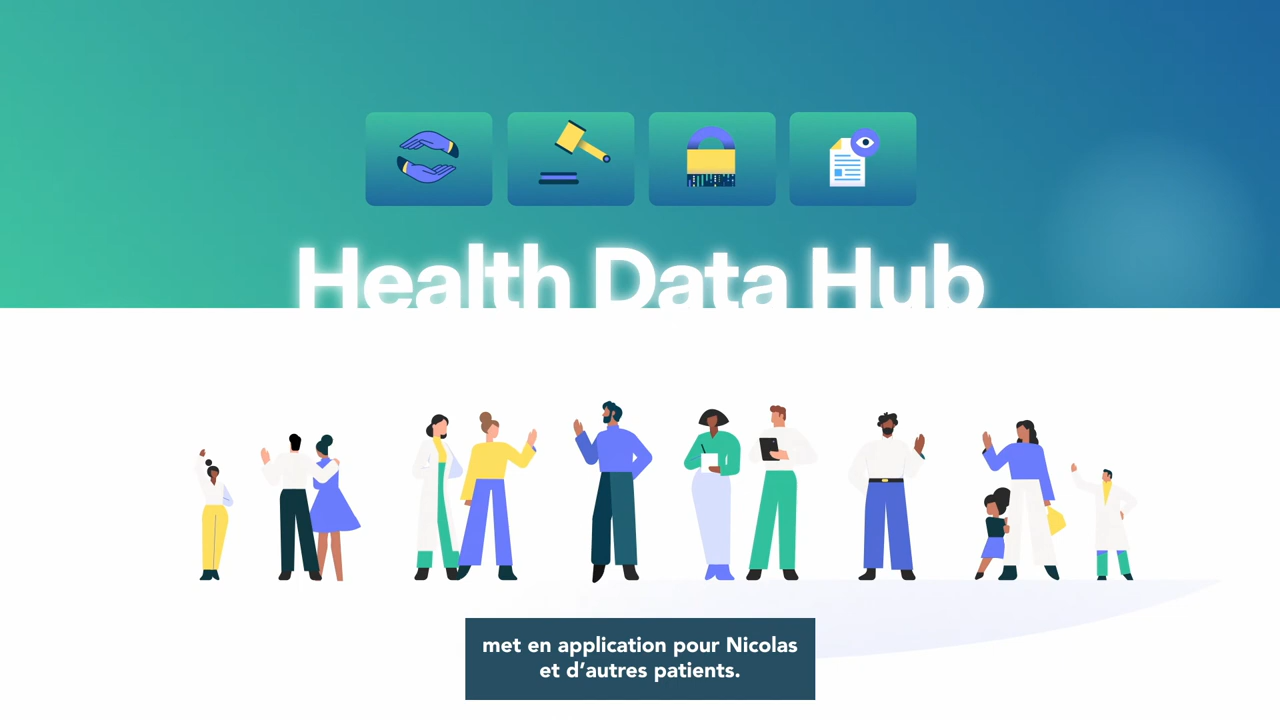 Health Data Hub
met en application pour Nicolas
et d’autres patients.